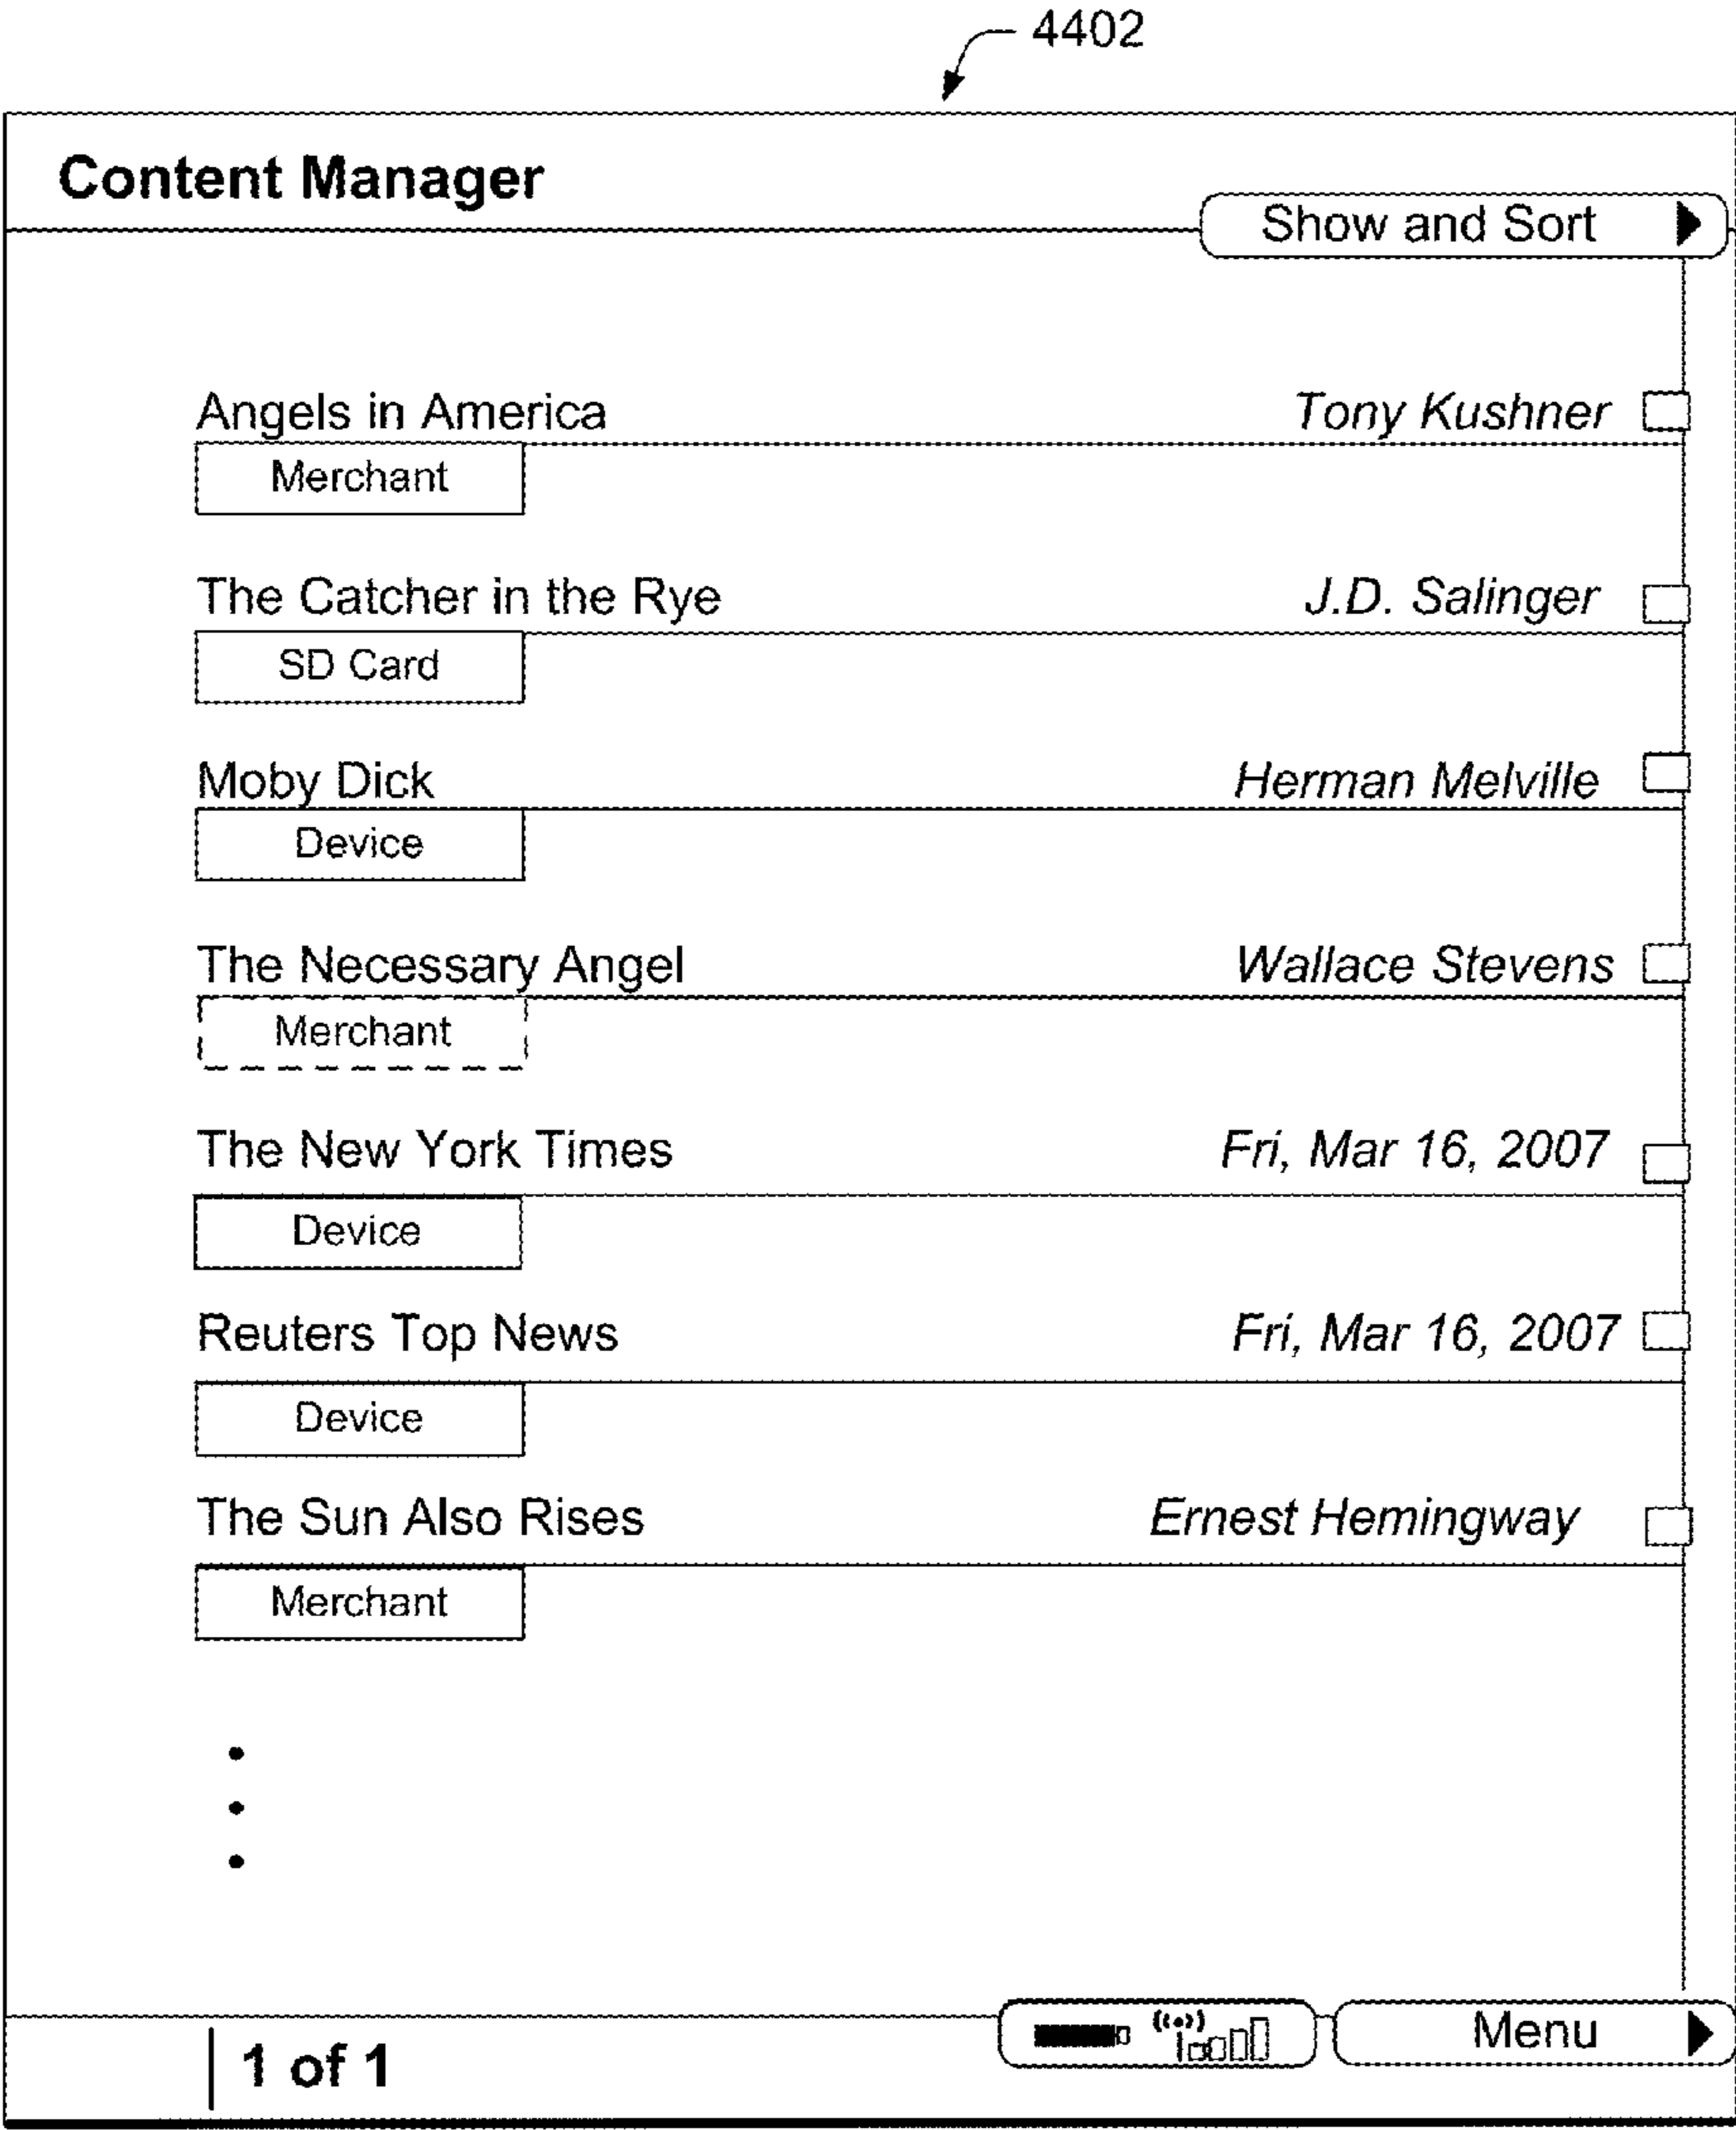 4402
Content Manager
Show and Sort
Angels in America Tony Kushner
Merchant
The Catcher in the Rye J.D. Salinger
SD Card
Moby Dick Herman Melville
Device
The Necessary Angel Wallace Stevens
Merchant
The New York Times Fri, Mar 16, 2007
Device
Reuters Top News Fri, Mar 16, 2007
Device
The Sun Also Rises Ernest Hemingway
Merchant
1 of 1 Menu